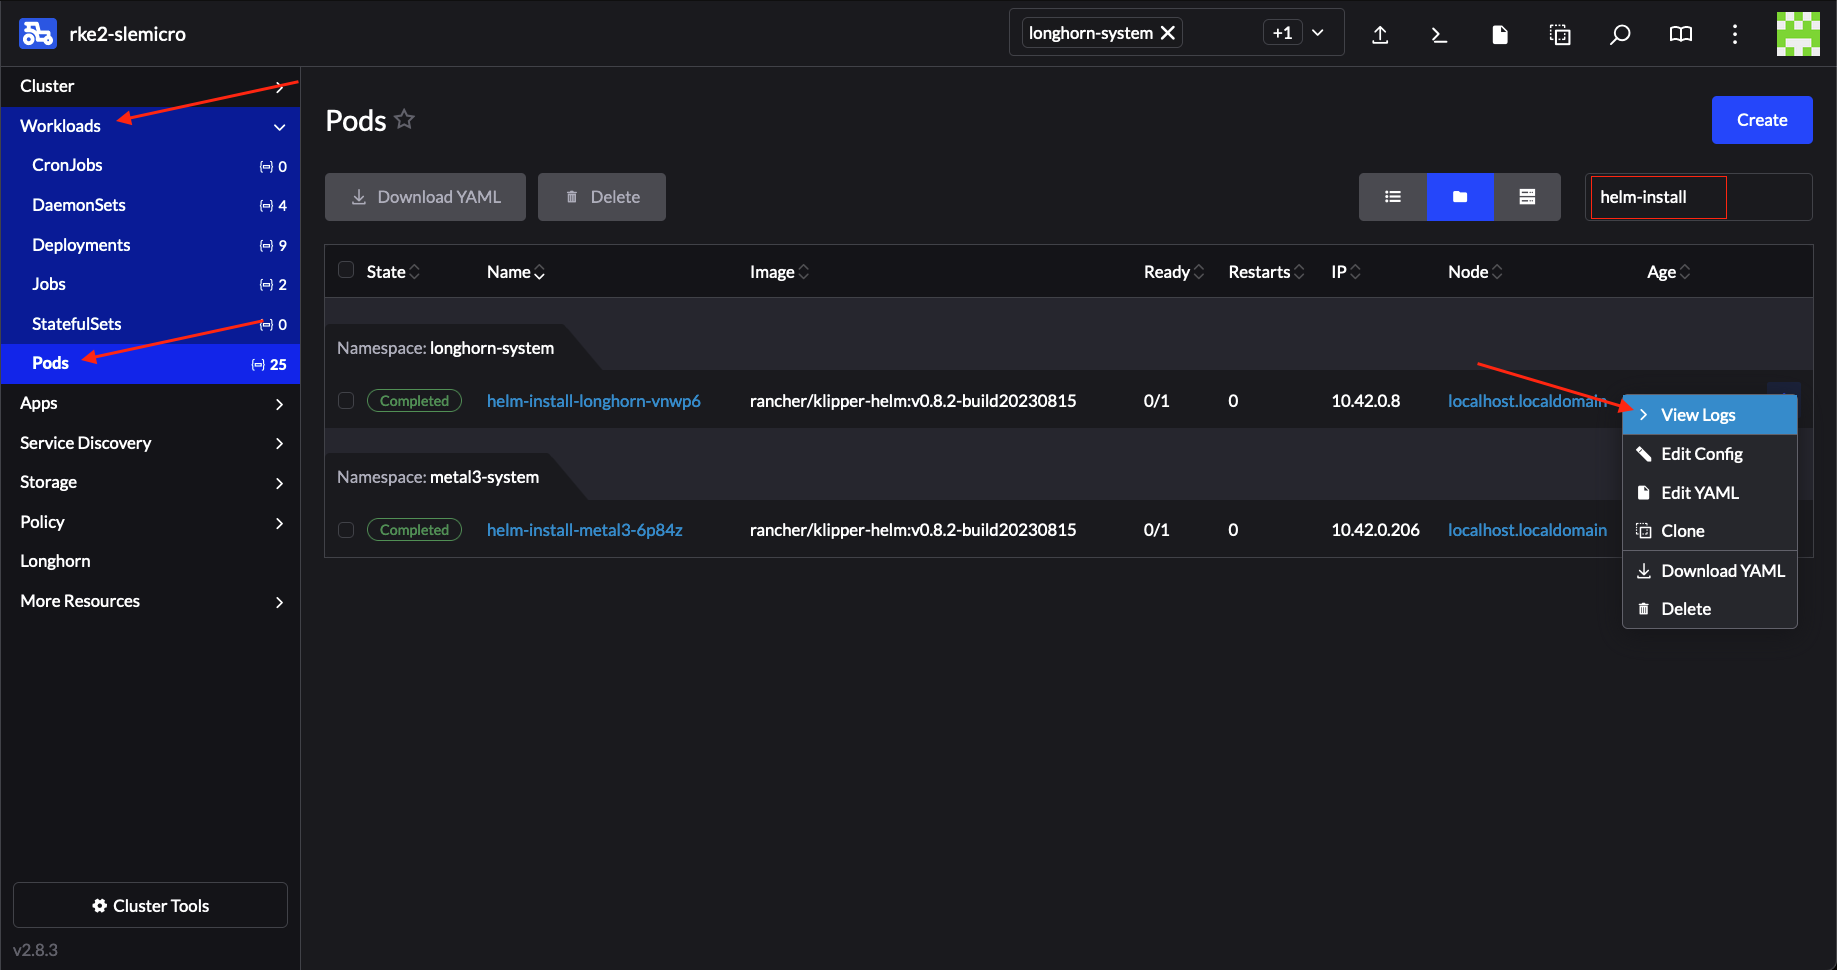 rke2-slemicro
longhorn-system
+1
Cluster
Workloads
CronJobs 0
DaemonSets 4
Deployments 9
Jobs 2
StatefulSets 0
Pods 25
Apps
Service Discovery
Storage
Policy
Longhorn
More Resources
Cluster Tools
v2.8.3
Pods
Create
Download YAML
Delete
helm-install
State Name Image Ready Restarts IP Node Age
Namespace: longhorn-system
Completed helm-install-longhorn-vnwp6 rancher/klipper-helm:v0.8.2-build20230815 0/1 0 10.42.0.8 localhost.localdomain
Namespace: metal3-system
Completed helm-install-metal3-6p84z rancher/klipper-helm:v0.8.2-build20230815 0/1 0 10.42.0.206 localhost.localdomain
View Logs
Edit Config
Edit YAML
Clone
Download YAML
Delete